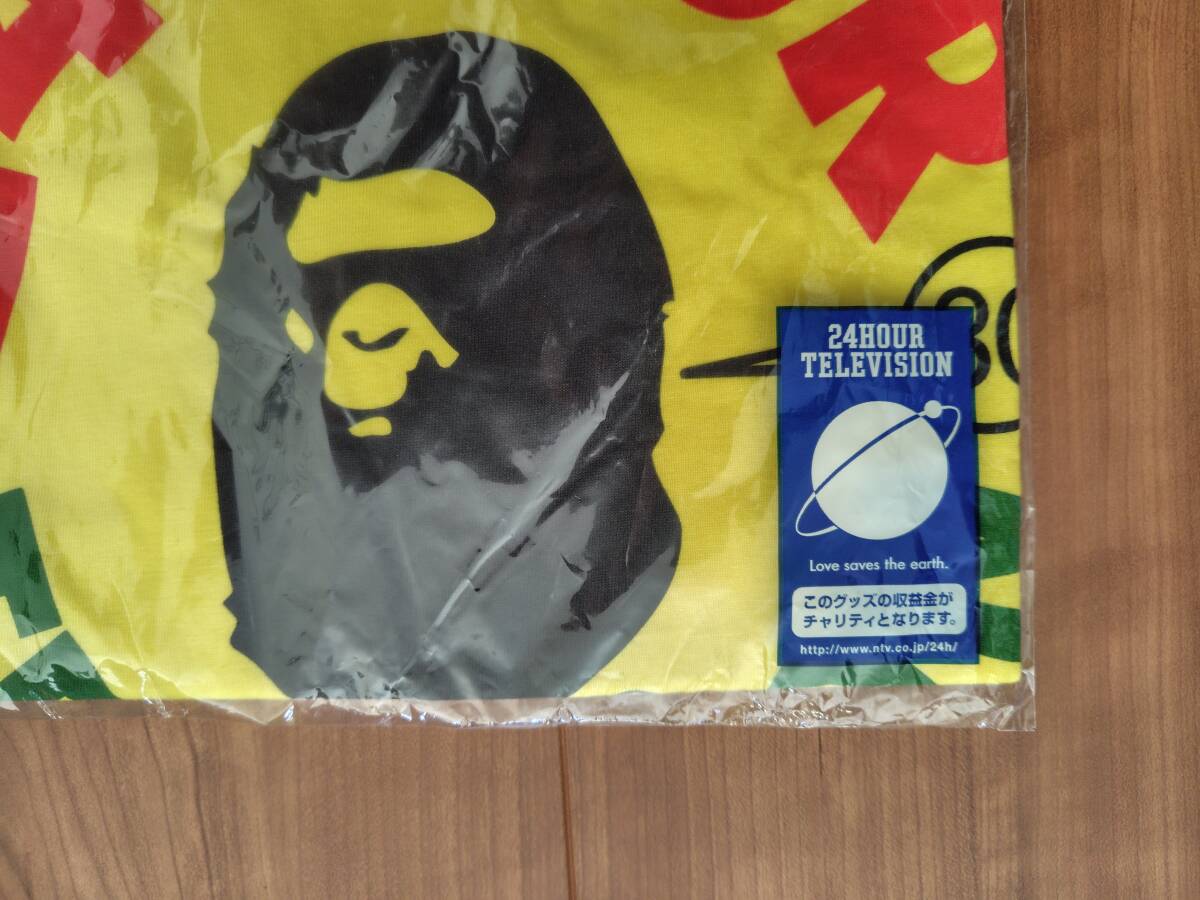 24HOUR
TELEVISION
Love saves the earth.
このグッズの収益金が
チャリティとなります。
http://www.ntv.co.jp/24h/